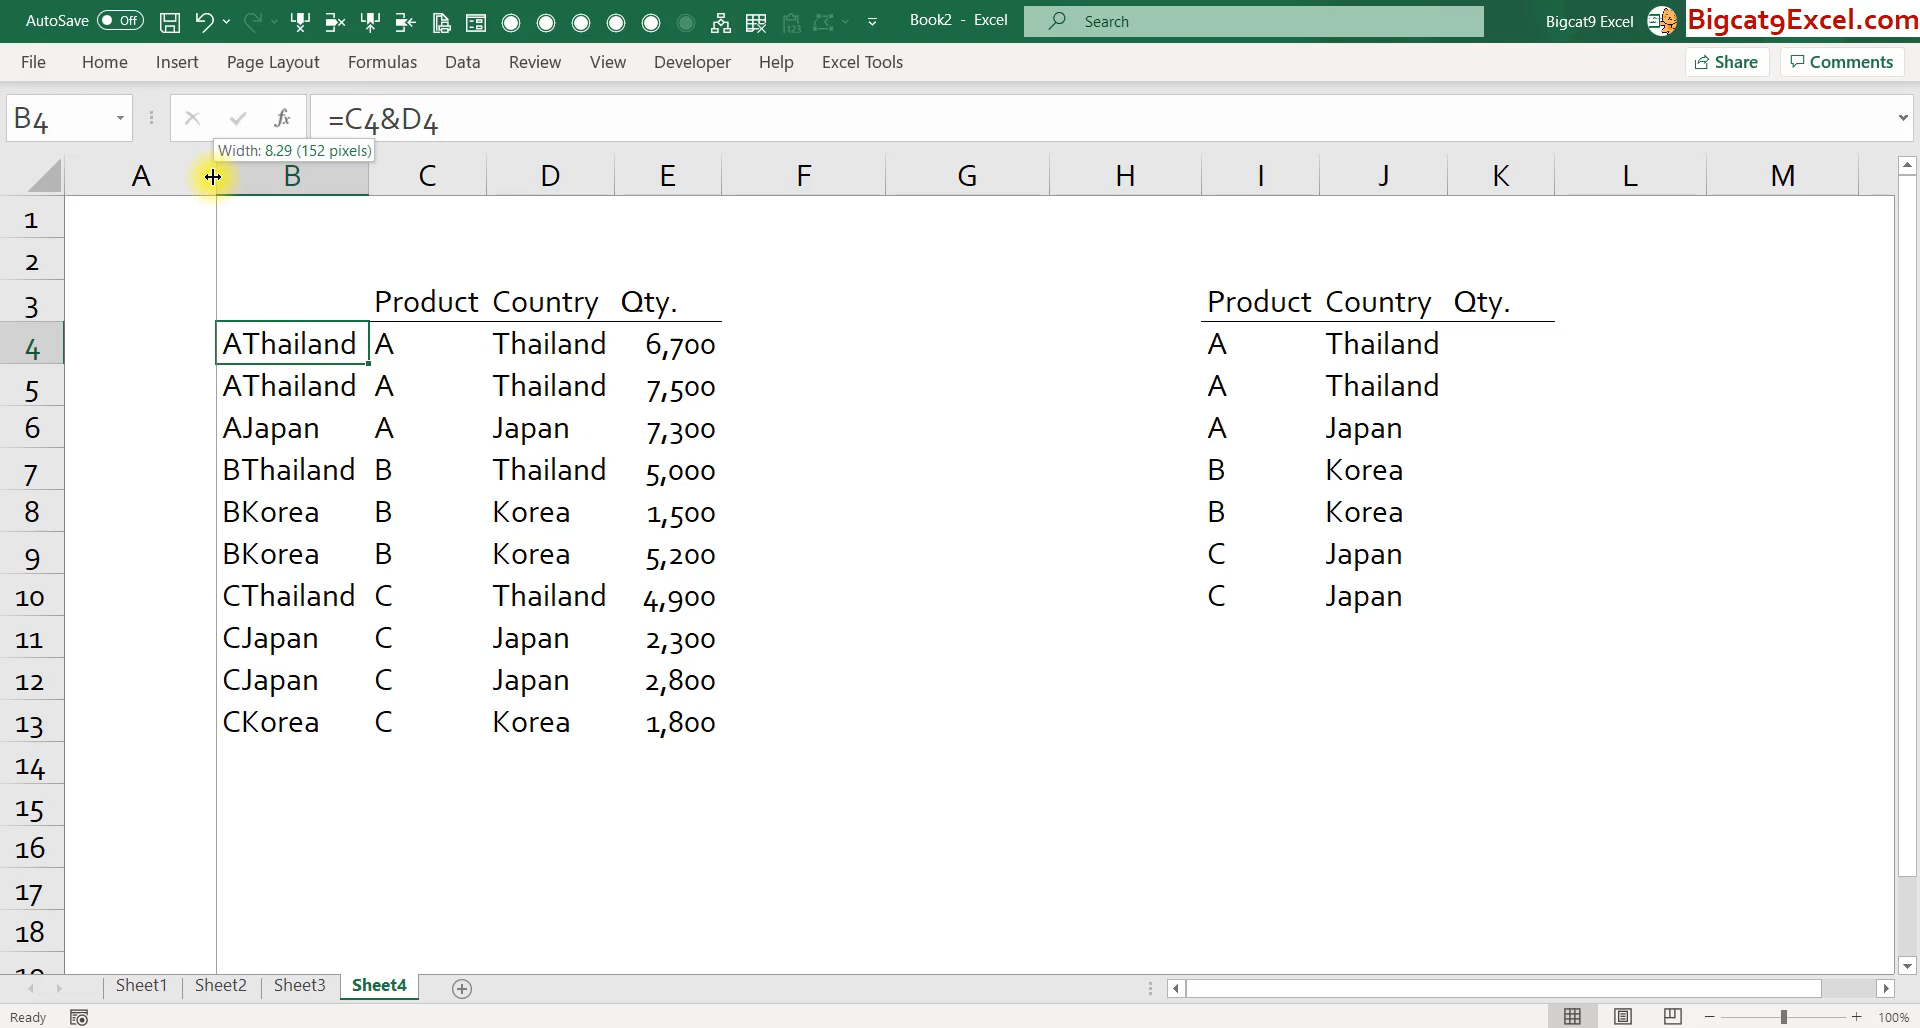 AutoSave Off Book2 - Excel Search Bigcat9 Excel Bigcat9Excel.com
File Home Insert Page Layout Formulas Data Review View Developer Help Excel Tools Share Comments
B4 fx =C4&D4
Width: 8.29 (152 pixels)
A B C D E F G H I J K L M
1
2
3 Product Country Qty. Product Country Qty.
4 AThailand A Thailand 6,700 A Thailand
5 AThailand A Thailand 7,500 A Thailand
6 AJapan A Japan 7,300 A Japan
7 BThailand B Thailand 5,000 B Korea
8 BKorea B Korea 1,500 B Korea
9 BKorea B Korea 5,200 C Japan
10 CThailand C Thailand 4,900 C Japan
11 CJapan C Japan 2,300
12 CJapan C Japan 2,800
13 CKorea C Korea 1,800
14
15
16
17
18
Sheet1 Sheet2 Sheet3 Sheet4
Ready 100%